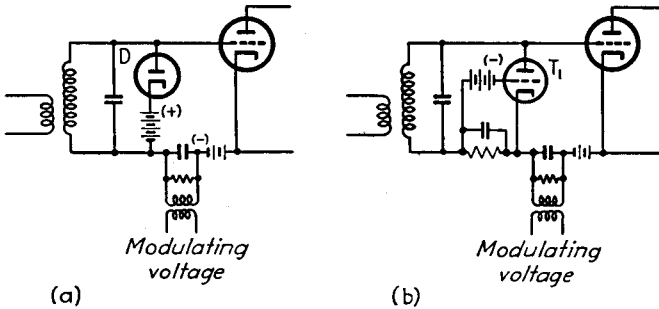 D
(+)
(-)
Modulating
voltage
(a)
(-)
T1
Modulating
voltage
(b)